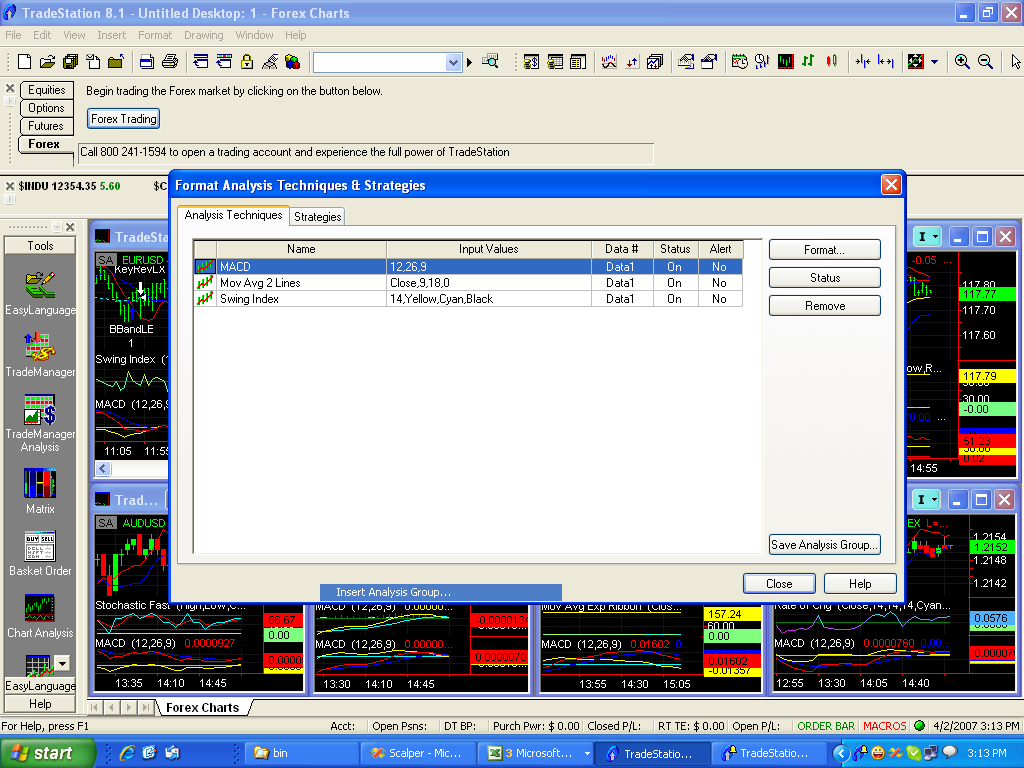 TradeStation 8.1 - Untitled Desktop: 1 - Forex Charts
File Edit View Insert Format Drawing Window Help
Equities
Options
Futures
Forex
Begin trading the Forex market by clicking on the button below.
Forex Trading
Call 800 241-1594 to open a trading account and experience the full power of TradeStation
$INDU 12354.35 5.60 $C
Tools
EasyLanguage
TradeManager
TradeManager
Analysis
Matrix
BUY SELL
Basket Order
Chart Analysis
EasyLanguage
Help
Format Analysis Techniques & Strategies
Analysis Techniques Strategies
Name Input Values Data # Status Alert
MACD 12,26,9 Data1 On No
Mov Avg 2 Lines Close,9,18,0 Data1 On No
Swing Index 14,Yellow,Cyan,Black Data1 On No
Format...
Status
Remove
Save Analysis Group...
Close Help
Insert Analysis Group...
TradeSta
SA EURUSD
KeyRevLX
BBandLE
1
Swing Index
MACD (12,26,9
11:05 11:55
-0.05 ...
117.80
117.77
117.70
117.60
117.79
30.00
-0.00
51.23
14:55
Trad...
SA AUDUSD
Stochastic Fast (High,Low,C...
66.67
0.00
MACD (12,26,9) 0.0000927
13:35 14:10 14:45
MACD (12,26,9) 0.00000...
MACD (12,26,9) 0.00000.
13:30 14:10 14:45
Mov Avg Exp Ribbon (Clos...
157.24
60.00
0.00
MACD (12,26,9) 0.01602 0
0.01602
-0.01357
13:55 14:30 15:05
EX L=...
1.2154
1.2152
1.2148
1.2142
Rate of Chg (Close,14,14,14,Cyan...
0.0576
MACD (12,26,9) 0.0000760
12:55 13:30 14:05 14:40
Forex Charts
For Help, press F1 Acct: Open Psns: DT BP: Purch Pwr: $ 0.00 Closed P/L: RT TE: $ 0.00 Open P/L: ORDER BAR MACROS 4/2/2007 3:13 PM
start bin Scalper - Mic... 3 Microsoft... TradeStatio... TradeStatio... 3:13 PM